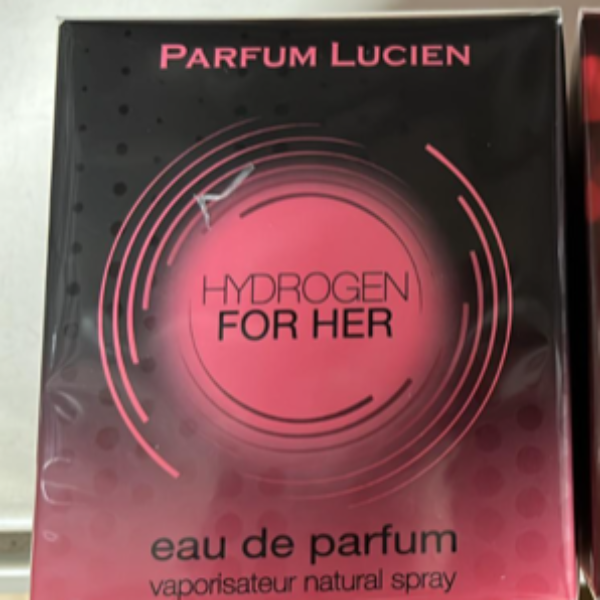 PARFUM LUCIEN
HYDROGEN
FOR HER
eau de parfum
vaporisateur natural spray